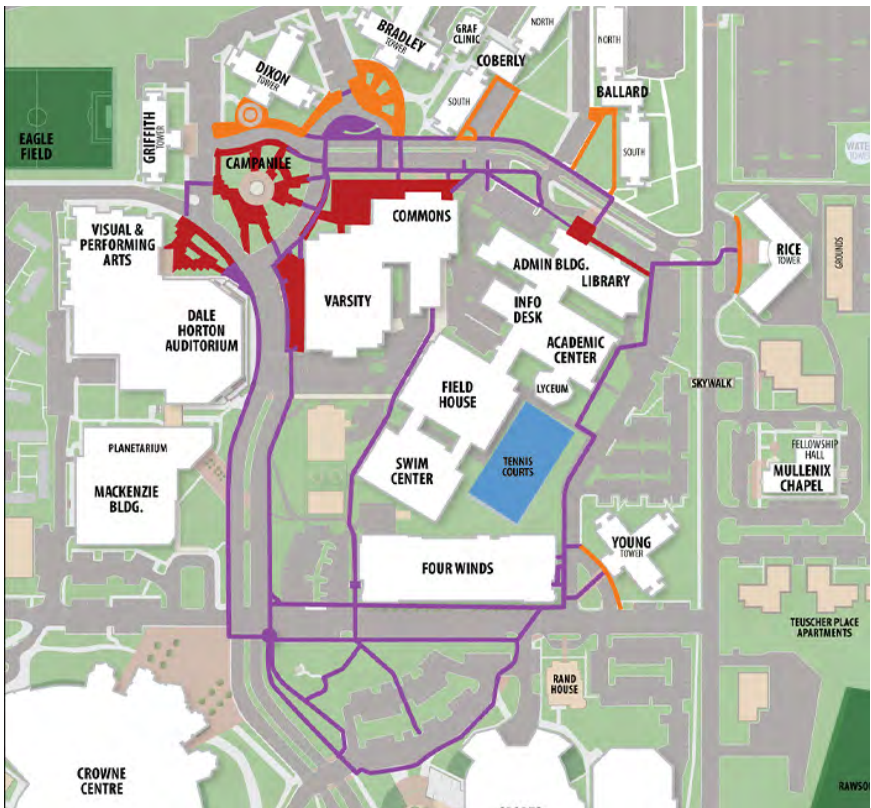 BRADLEY
TOWER
GRAF
CLINIC
NORTH
COBERLY
NORTH
DIXON
TOWER
SOUTH
BALLARD
EAGLE
FIELD
GRIFFITH
TOWER
SOUTH
WATER
TOWER
CAMPANILE
COMMONS
VISUAL &
PERFORMING
ARTS
RICE
TOWER
GROUNDS
ADMIN BLDG.
LIBRARY
VARSITY
INFO
DESK
DALE
HORTON
AUDITORIUM
ACADEMIC
CENTER
FIELD
HOUSE
LYCEUM
SKYWALK
PLANETARIUM
MACKENZIE
BLDG.
SWIM
CENTER
TENNIS
COURTS
FELLOWSHIP
HALL
MULLENIX
CHAPEL
YOUNG
TOWER
FOUR WINDS
TEUSCHER PLACE
APARTMENTS
RAND
HOUSE
CROWNE
CENTRE
RAWSO